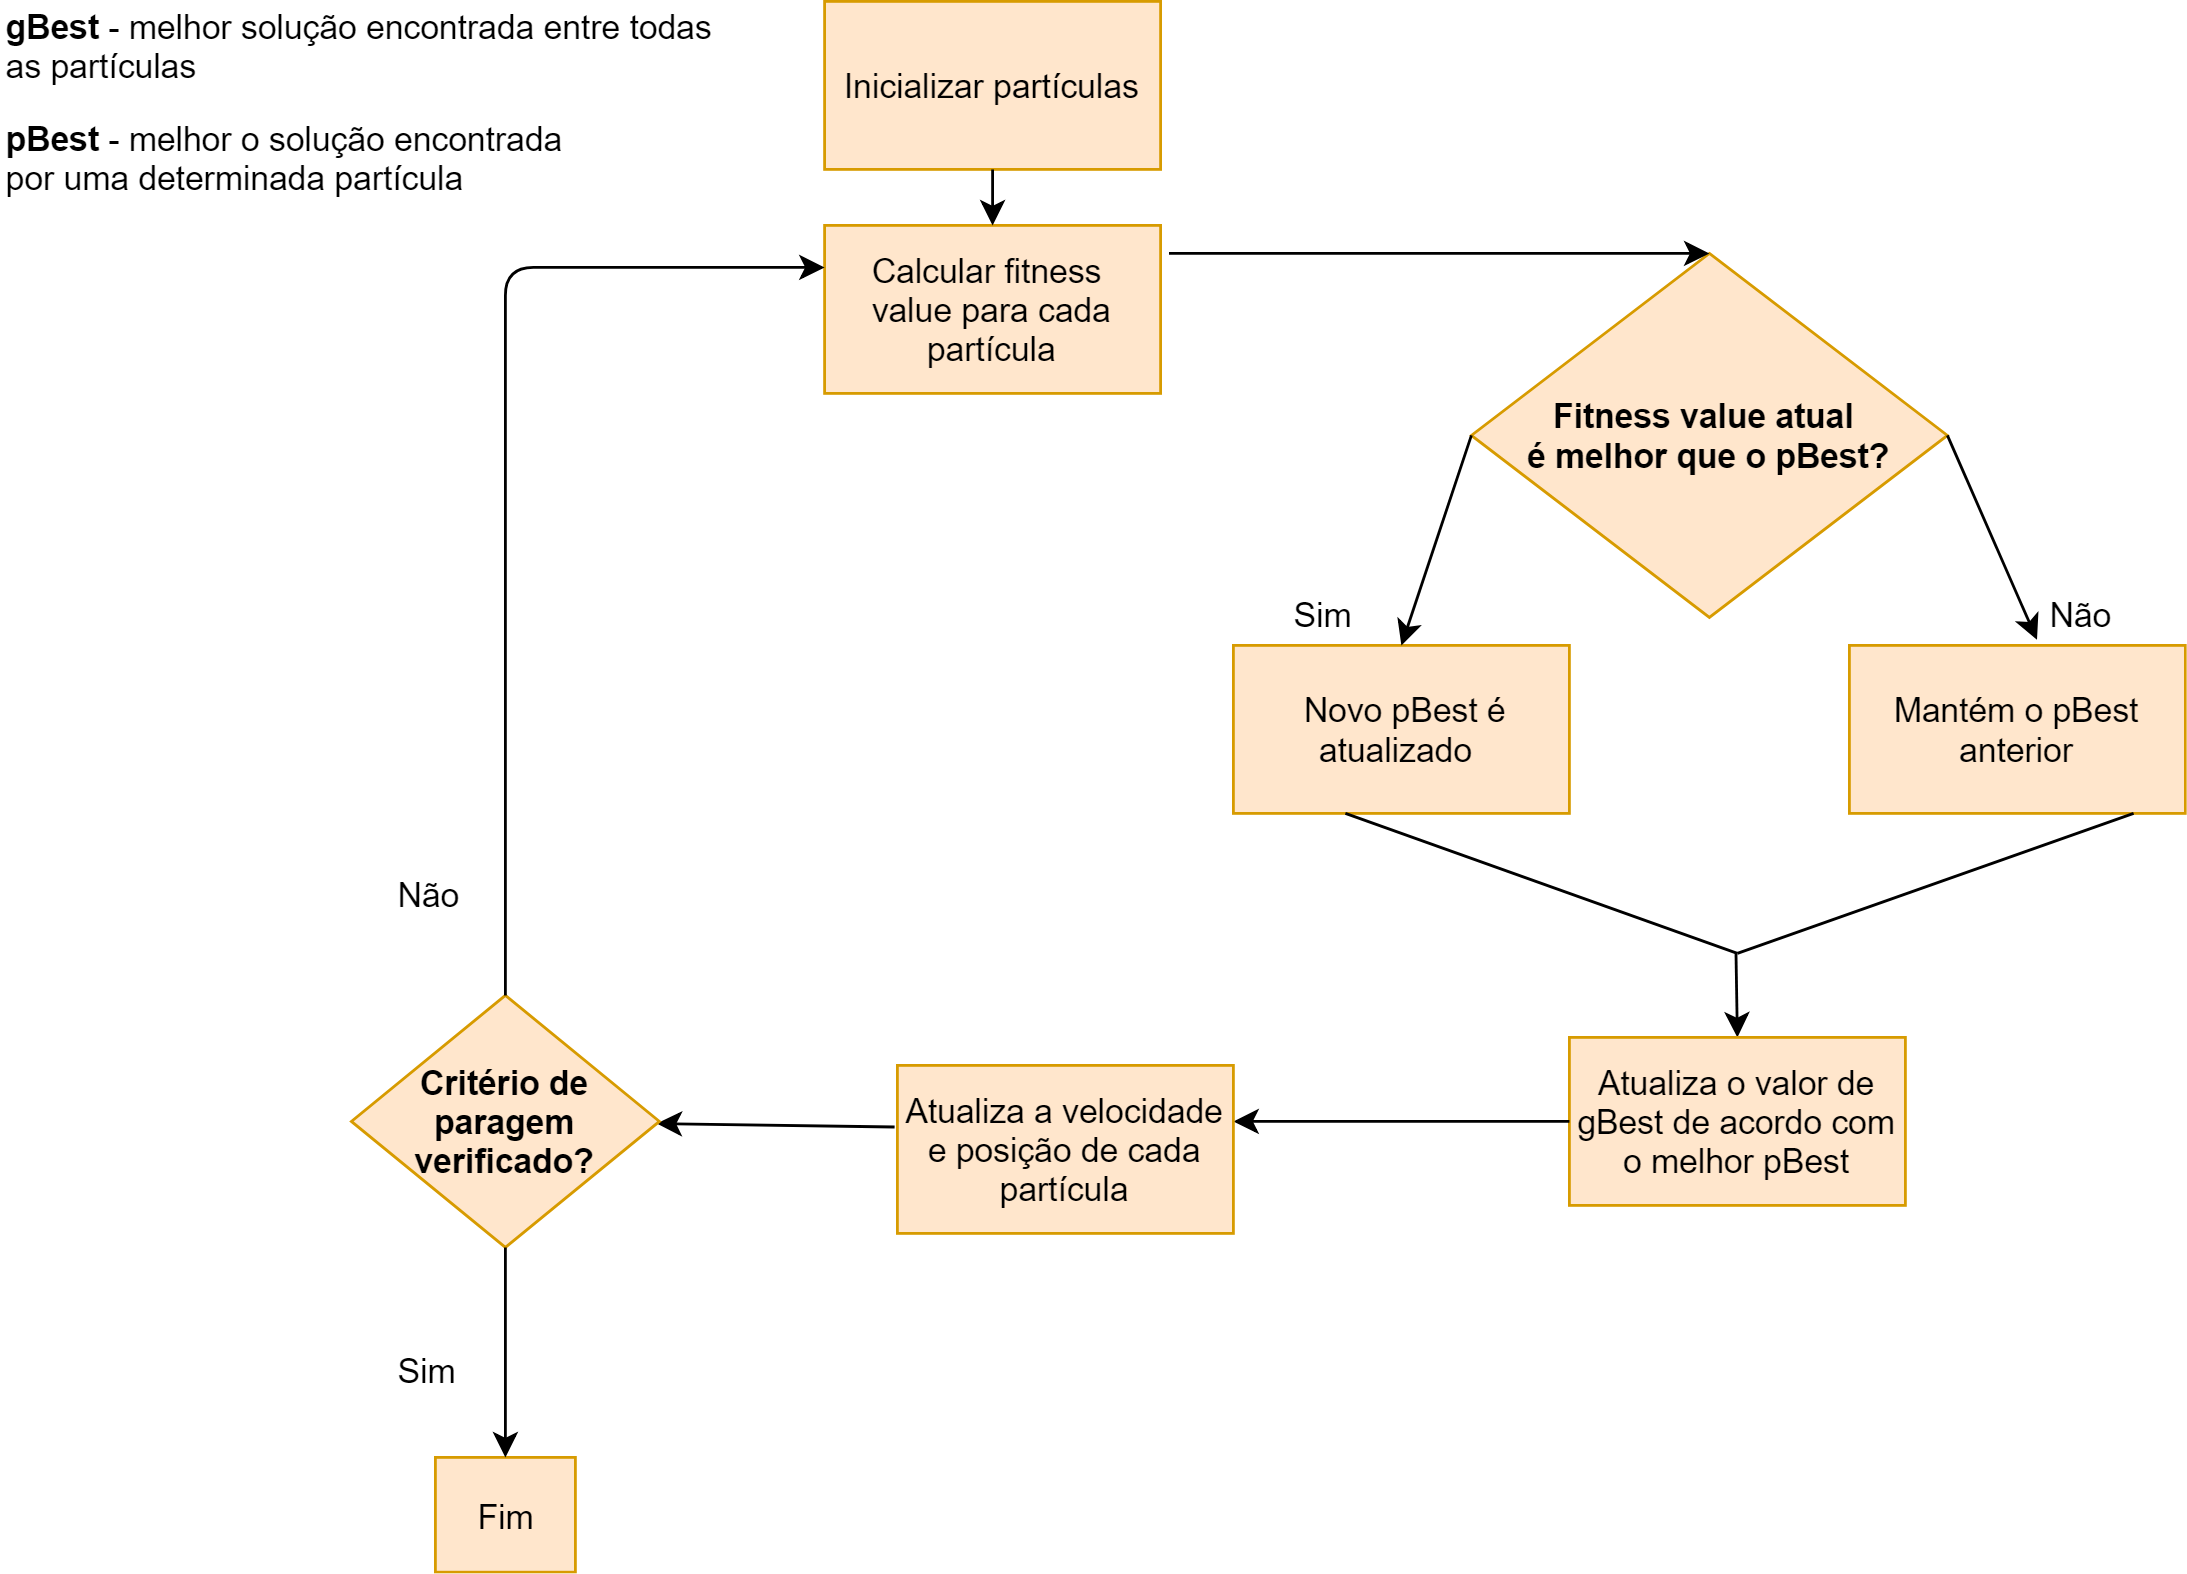 gBest - melhor solução encontrada entre todas
as partículas
pBest - melhor o solução encontrada
por uma determinada partícula
Inicializar partículas
Calcular fitness
value para cada
partícula
Fitness value atual
é melhor que o pBest?
Sim
Não
Novo pBest é
atualizado
Mantém o pBest
anterior
Atualiza o valor de
gBest de acordo com
o melhor pBest
Atualiza a velocidade
e posição de cada
partícula
Critério de
paragem
verificado?
Não
Sim
Fim